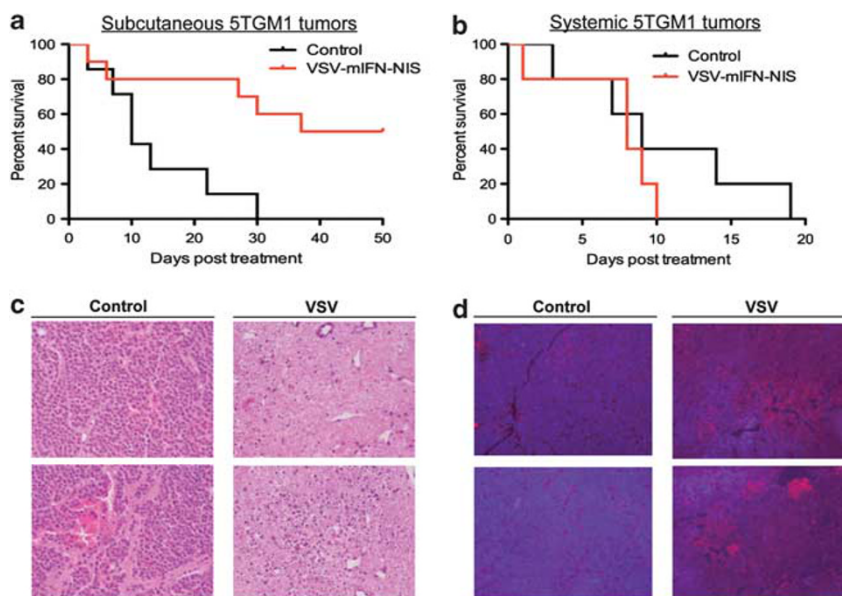 a
Subcutaneous 5TGM1 tumors
Control
VSV-mIFN-NIS
Percent survival
100
80
60
40
20
0
0 10 20 30 40 50
Days post treatment
b
Systemic 5TGM1 tumors
Control
VSV-mIFN-NIS
Percent survival
100
80
60
40
20
0
0 5 10 15 20
Days post treatment
c
Control VSV
d
Control VSV